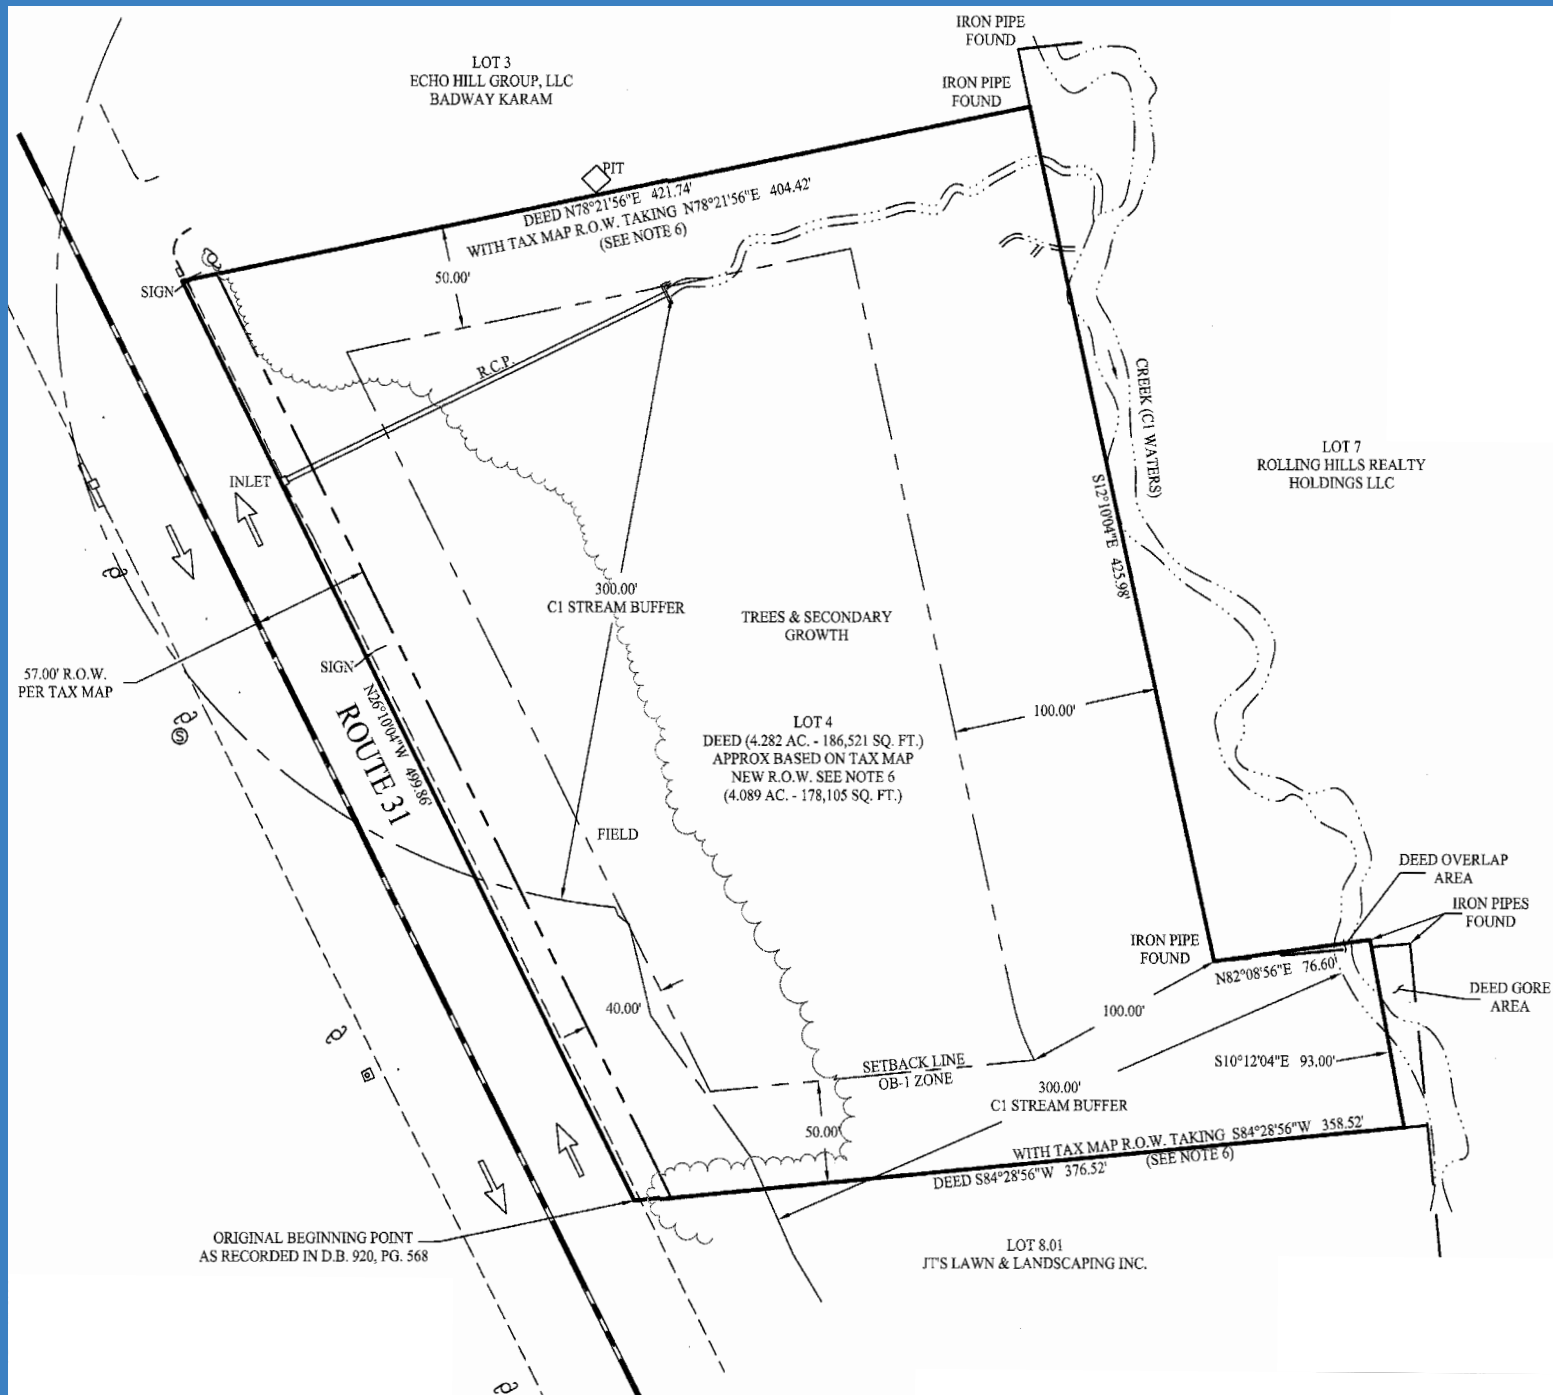 IRON PIPE
FOUND
LOT 3
ECHO HILL GROUP, LLC
BADWAY KARAM
IRON PIPE
FOUND
PIT
DEED N78°21'56"E 421.74'
WITH TAX MAP R.O.W. TAKING N78°21'56"E 404.42'
(SEE NOTE 6)
SIGN
50.00'
R.C.P.
CREEK (C1 WATERS)
LOT 7
ROLLING HILLS REALTY
HOLDINGS LLC
INLET
S12°10'04"E 425.98'
300.00'
C1 STREAM BUFFER
TREES & SECONDARY
GROWTH
57.00' R.O.W.
PER TAX MAP
SIGN
N26°10'04"W 499.86'
ROUTE 31
100.00'
LOT 4
DEED (4.282 AC. - 186,521 SQ. FT.)
APPROX BASED ON TAX MAP
NEW R.O.W. SEE NOTE 6
(4.089 AC. - 178,105 SQ. FT.)
S
FIELD
DEED OVERLAP
AREA
IRON PIPES
FOUND
IRON PIPE
FOUND
N82°08'56"E 76.60'
DEED GORE
AREA
40.00'
100.00'
SETBACK LINE
OB-1 ZONE
S10°12'04"E 93.00'
300.00'
C1 STREAM BUFFER
50.00'
WITH TAX MAP R.O.W. TAKING S84°28'56"W 358.52'
(SEE NOTE 6)
DEED S84°28'56"W 376.52'
ORIGINAL BEGINNING POINT
AS RECORDED IN D.B. 920, PG. 568
LOT 8.01
JT'S LAWN & LANDSCAPING INC.